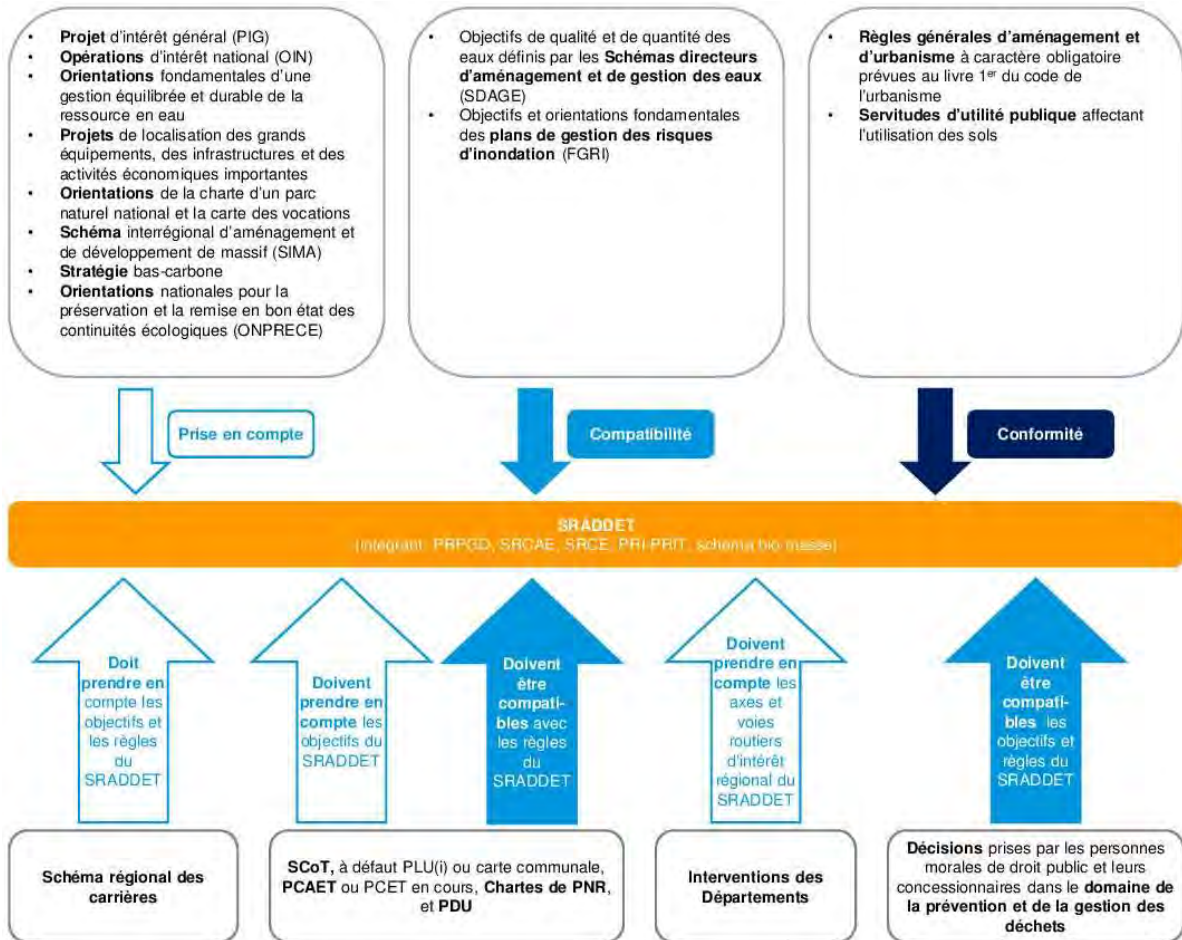 • Projet d'intérêt général (PIG)
• Opérations d'intérêt national (OIN)
• Orientations fondamentales d'une
gestion équilibrée et durable de la
ressource en eau
• Projets de localisation des grands
équipements, des infrastructures et des
activités économiques importantes
• Orientations de la charte d'un parc
naturel national et la carte des vocations
• Schéma interrégional d'aménagement et
de développement de massif (SIMA)
• Stratégie bas-carbone
• Orientations nationales pour la
préservation et la remise en bon état des
continuités écologiques (ONPRECE)
• Objectifs de qualité et de quantité des
eaux définis par les Schémas directeurs
d'aménagement et de gestion des eaux
(SDAGE)
• Objectifs et orientations fondamentales
des plans de gestion des risques
d'inondation (FGRI)
• Règles générales d'aménagement et
d'urbanisme à caractère obligatoire
prévues au livre 1er du code de
l'urbanisme
• Servitudes d'utilité publique affectant
l'utilisation des sols
Prise en compte
Compatibilité
Conformité
SRADDET
(intégrant: PRPGD, SRCAE, SRCE, PRI-PRIT, schéma bio masse)
Doit
prendre en
compte les
objectifs et
les règles
du
SRADDET
Doivent
prendre en
compte les
objectifs du
SRADDET
Doivent
être
compati-
bles avec
les règles
du
SRADDET
Doivent
prendre en
compte les
axes et
voies
routiers
d'intérêt
régional du
SRADDET
Doivent
être
compati-
bles les
objectifs et
règles du
SRADDET
Schéma régional des
carrières
SCoT, à défaut PLU(i) ou carte communale,
PCAET ou PCET en cours, Chartes de PNR,
et PDU
Interventions des
Départements
Décisions prises par les personnes
morales de droit public et leurs
concessionnaires dans le domaine de
la prévention et de la gestion des
déchets